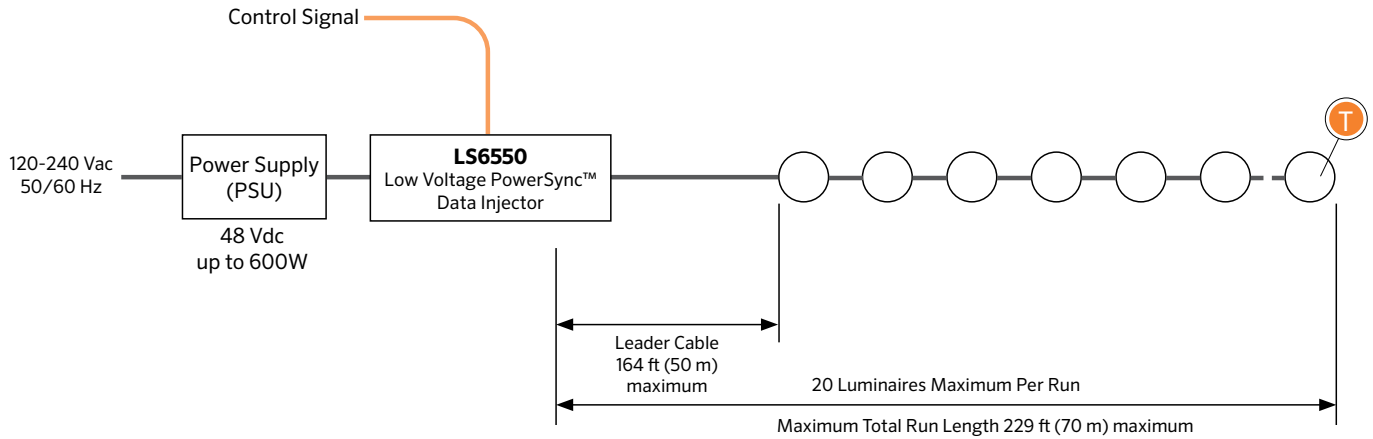 Control Signal
T
120-240 Vac
50/60 Hz
Power Supply
(PSU)
48 Vdc
up to 600W
LS6550
Low Voltage PowerSync™
Data Injector
Leader Cable
164 ft (50 m)
maximum
20 Luminaires Maximum Per Run
Maximum Total Run Length 229 ft (70 m) maximum